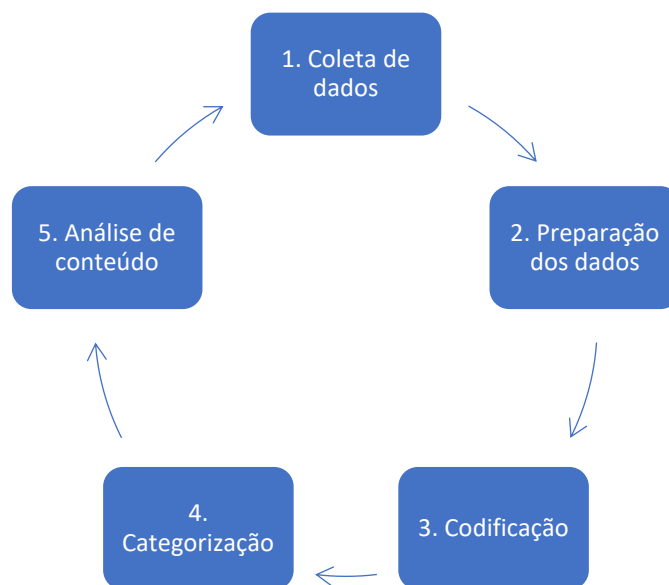 1. Coleta de
dados
2. Preparação
dos dados
3. Codificação
4.
Categorização
5. Análise de
conteúdo